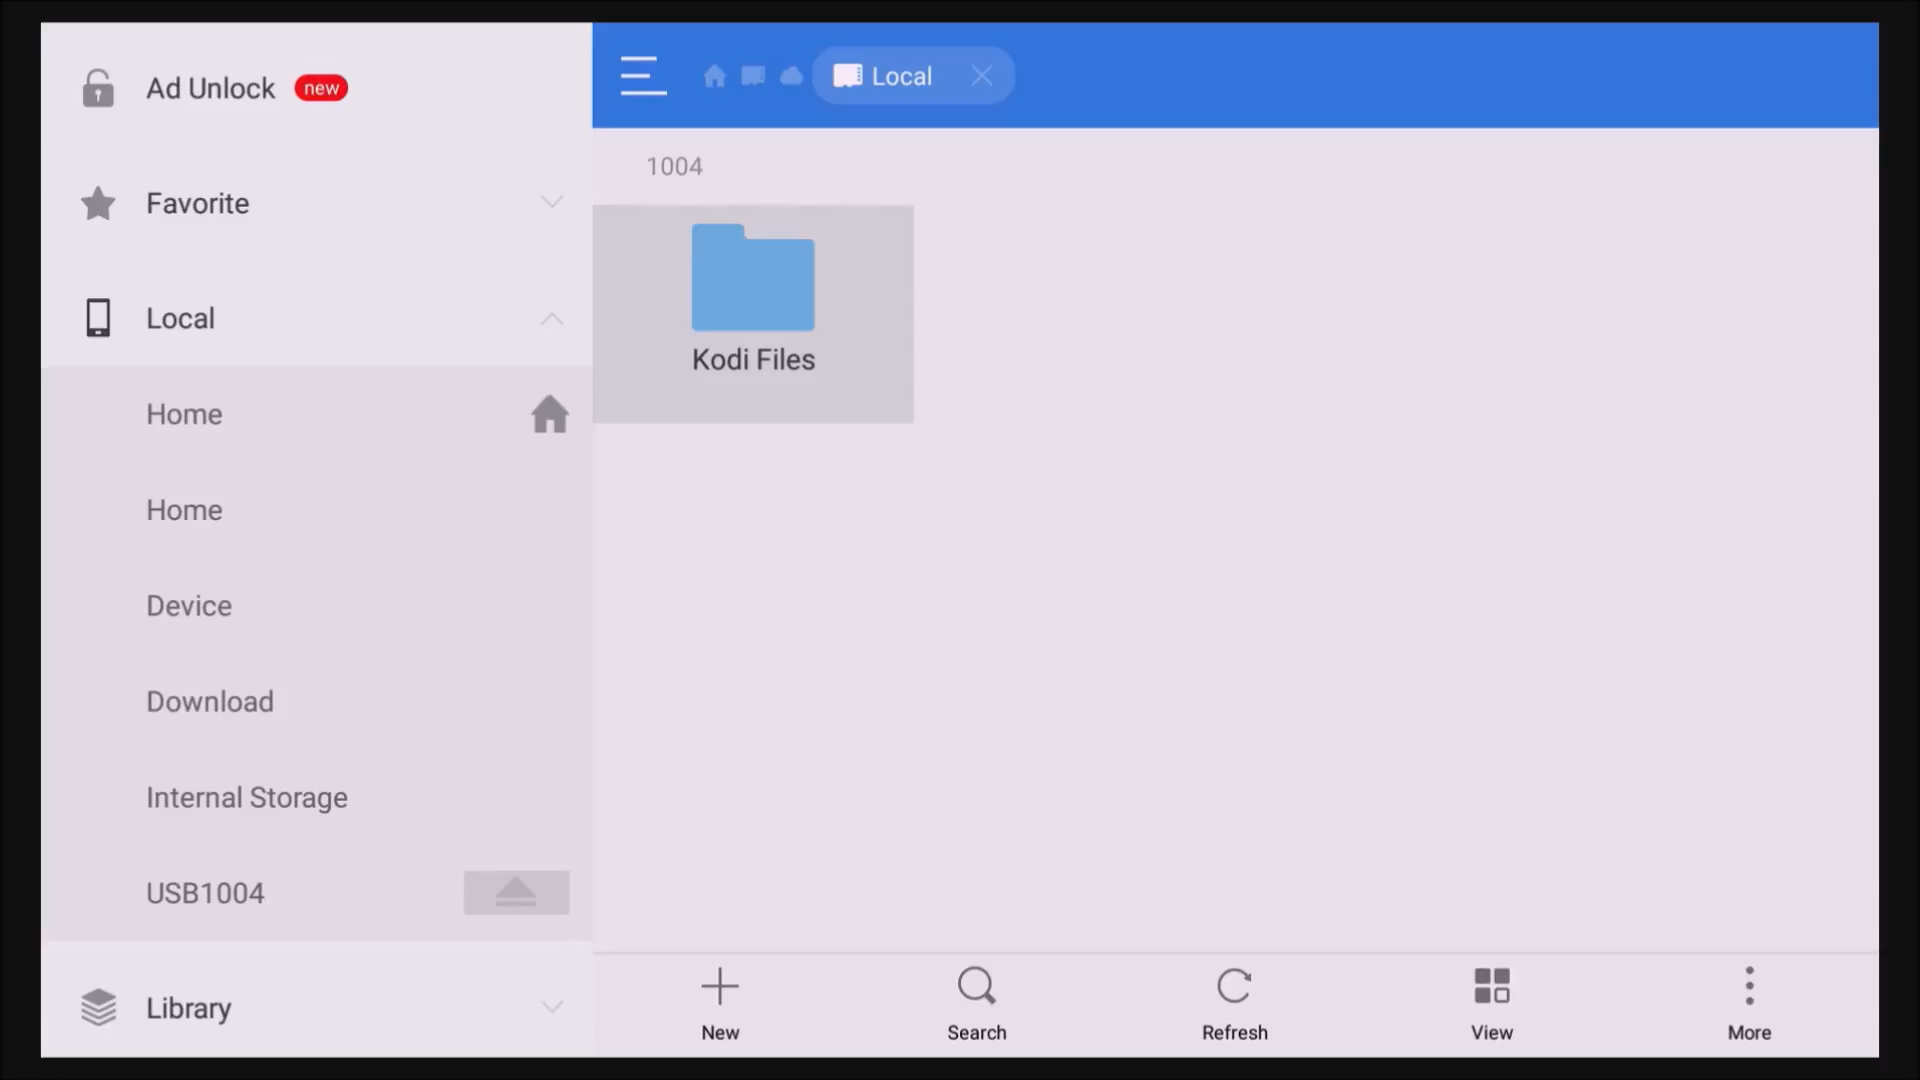 Ad Unlock new
Favorite
Local
Home
Home
Device
Download
Internal Storage
USB1004
Library
Local
1004
Kodi Files
New
Search
Refresh
View
More